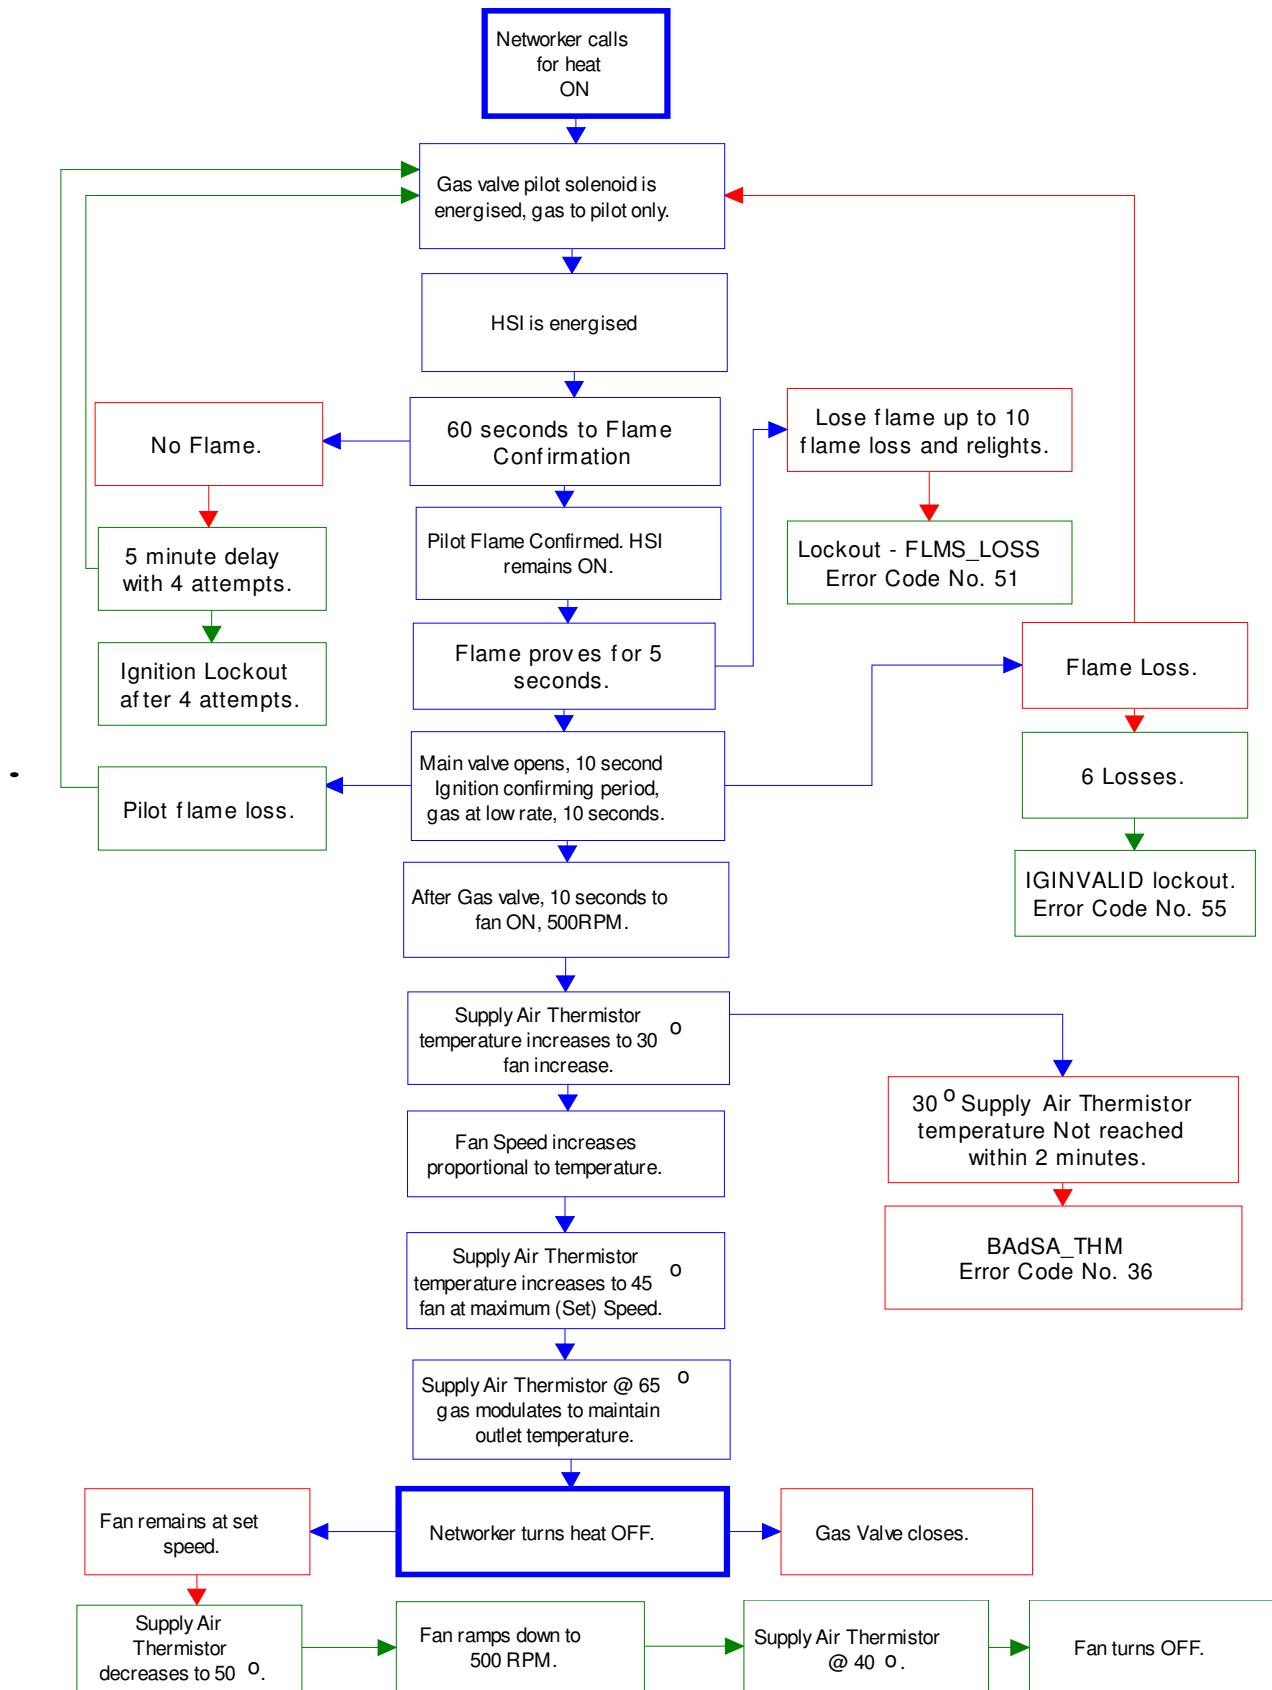 Networker calls
for heat
ON
Gas valve pilot solenoid is
energised, gas to pilot only.
HSI is energised
No Flame.
60 seconds to Flame
Confirmation
Lose flame up to 10
flame loss and relights.
5 minute delay
with 4 attempts.
Pilot Flame Confirmed. HSI
remains ON.
Lockout - FLMS_LOSS
Error Code No. 51
Ignition Lockout
after 4 attempts.
Flame proves for 5
seconds.
Flame Loss.
Pilot flame loss.
Main valve opens, 10 second
Ignition confirming period,
gas at low rate, 10 seconds.
6 Losses.
After Gas valve, 10 seconds to
fan ON, 500RPM.
IGINVALID lockout.
Error Code No. 55
Supply Air Thermistor
temperature increases to 30 o
fan increase.
30 o Supply Air Thermistor
temperature Not reached
within 2 minutes.
Fan Speed increases
proportional to temperature.
BAdSA_THM
Error Code No. 36
Supply Air Thermistor
temperature increases to 45 o
fan at maximum (Set) Speed.
Supply Air Thermistor @ 65 o
gas modulates to maintain
outlet temperature.
Fan remains at set
speed.
Networker turns heat OFF.
Gas Valve closes.
Supply Air
Thermistor
decreases to 50 o.
Fan ramps down to
500 RPM.
Supply Air Thermistor
@ 40 o.
Fan turns OFF.